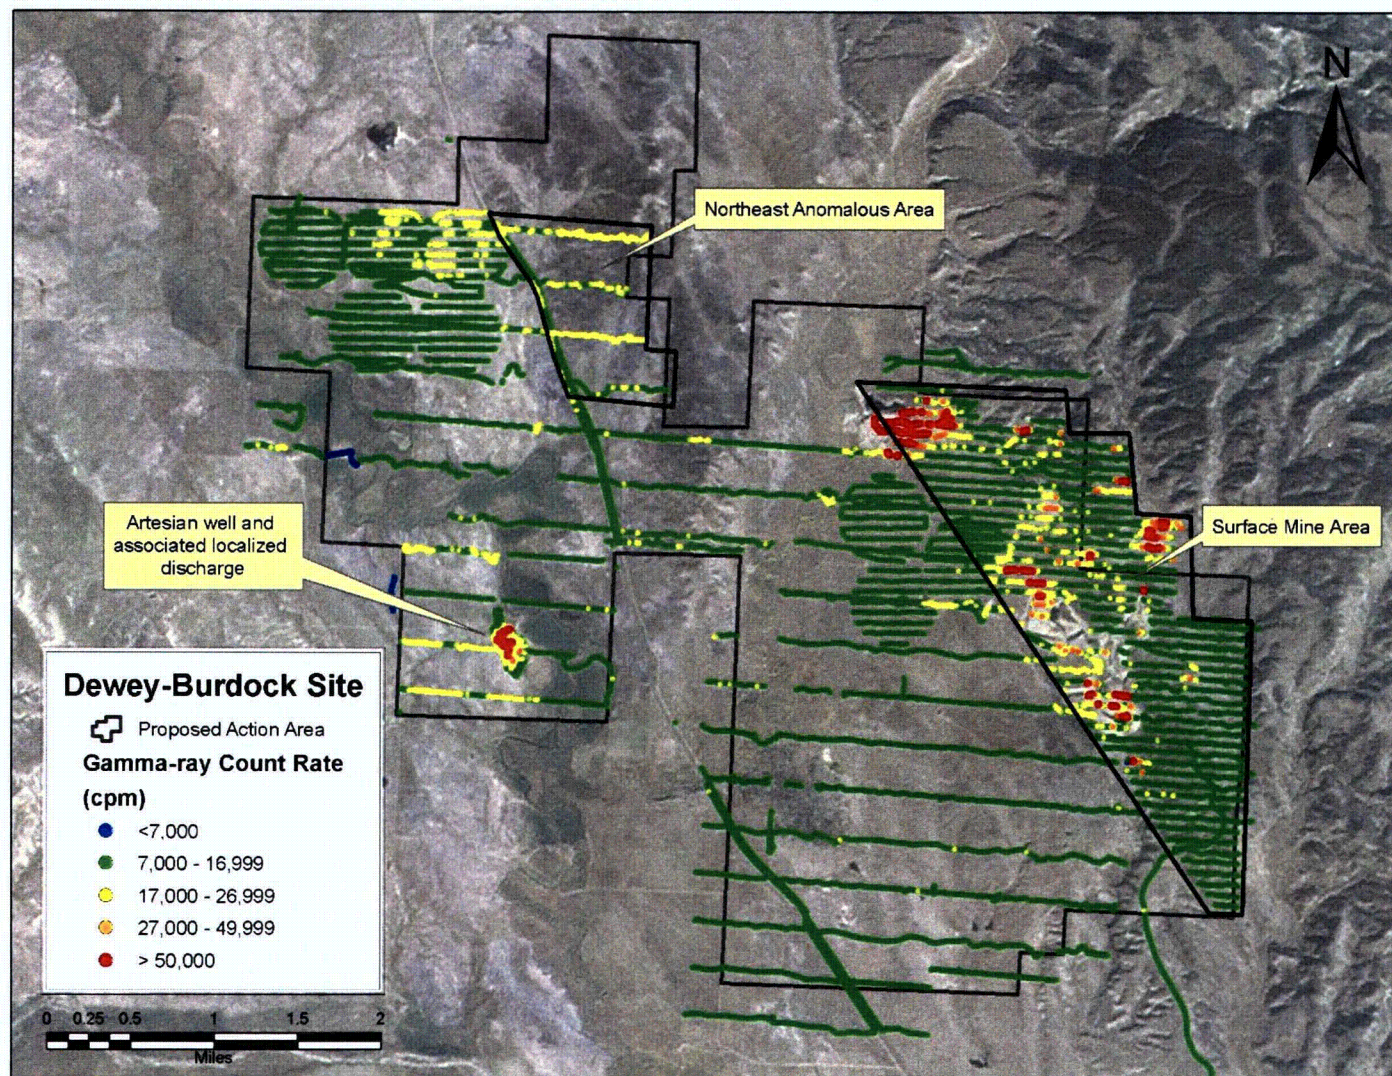 N
Northeast Anomalous Area
Artesian well and
associated localized
discharge
Surface Mine Area
Dewey-Burdock Site
Proposed Action Area
Gamma-ray Count Rate
(cpm)
<7,000
7,000 - 16,999
17,000 - 26,999
27,000 - 49,999
> 50,000
0 0.25 0.5 1 1.5 2
Miles